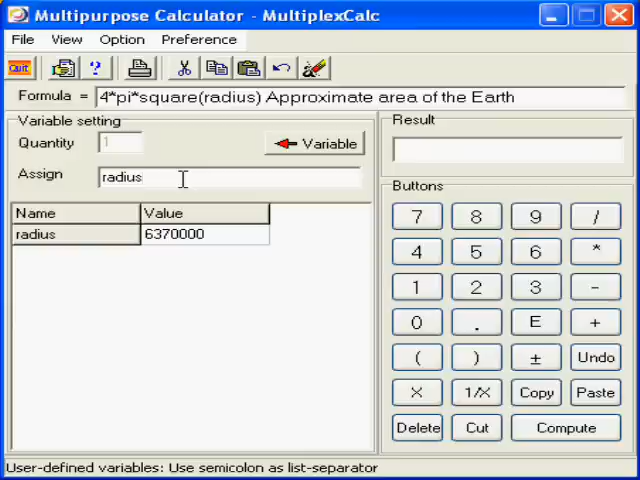 Multipurpose Calculator - MultiplexCalc
File View Option Preference
Quit ?
Formula = 4*pi*square(radius) Approximate area of the Earth
Variable setting
Quantity 1 Variable
Assign radius
Name Value
radius 6370000
Result
Buttons
7 8 9 /
4 5 6 *
1 2 3 -
0 . E +
( ) ± Undo
X 1/X Copy Paste
Delete Cut Compute
User-defined variables: Use semicolon as list-separator